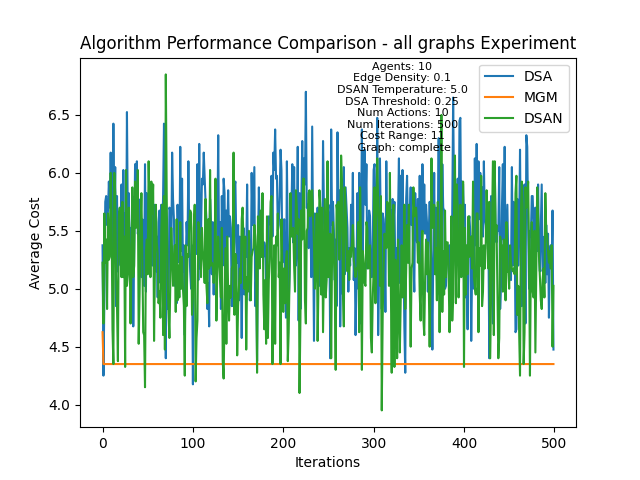 Algorithm Performance Comparison - all graphs Experiment
Agents: 10
Edge Density: 0.1
DSAN Temperature: 5.0
DSA Threshold: 0.25
Num Actions: 10
Num Iterations: 500
Cost Range: 11
Graph: complete
DSA
MGM
DSAN
Average Cost
6.5
6.0
5.5
5.0
4.5
4.0
0
100
200
300
400
500
Iterations